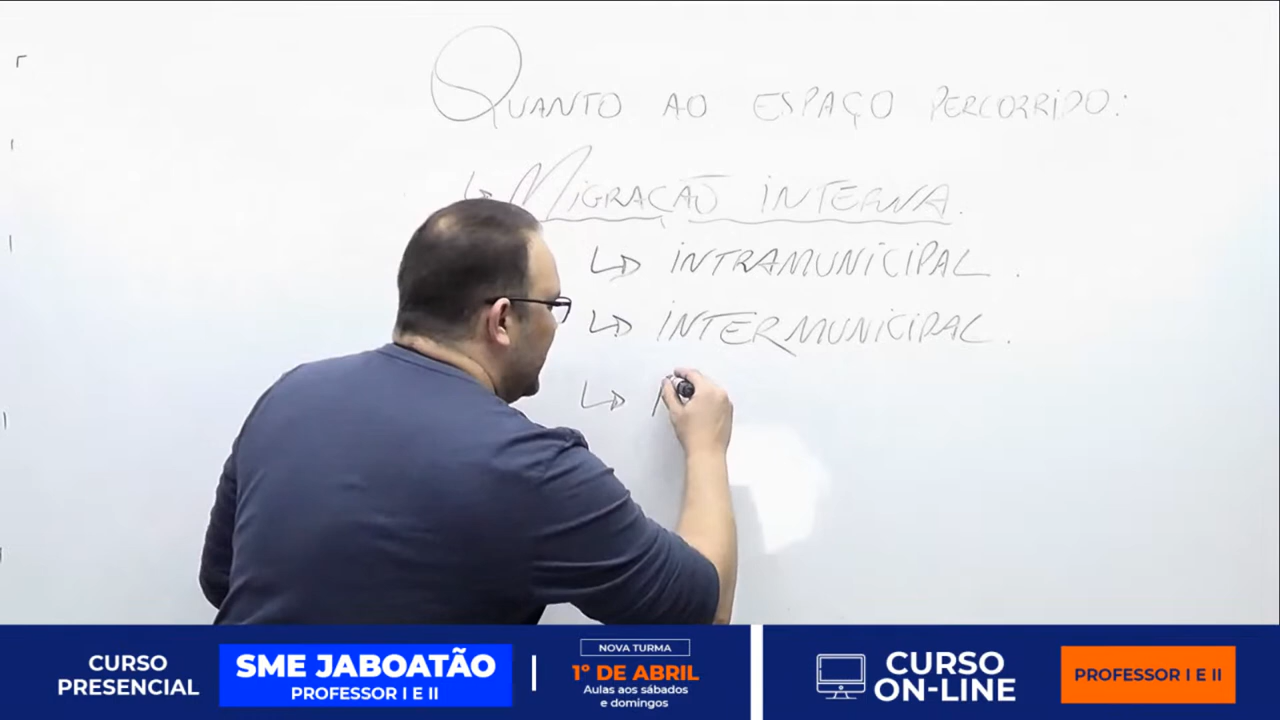 QUANTO AO ESPAÇO PERCORRIDO:
↳ MIGRAÇÃO INTERNA.
↳ INTRAMUNICIPAL.
↳ INTERMUNICIPAL.
↳
CURSO
PRESENCIAL
SME JABOATÃO
PROFESSOR I E II
NOVA TURMA
1º DE ABRIL
Aulas aos sábados
e domingos
CURSO
ON-LINE
PROFESSOR I E II